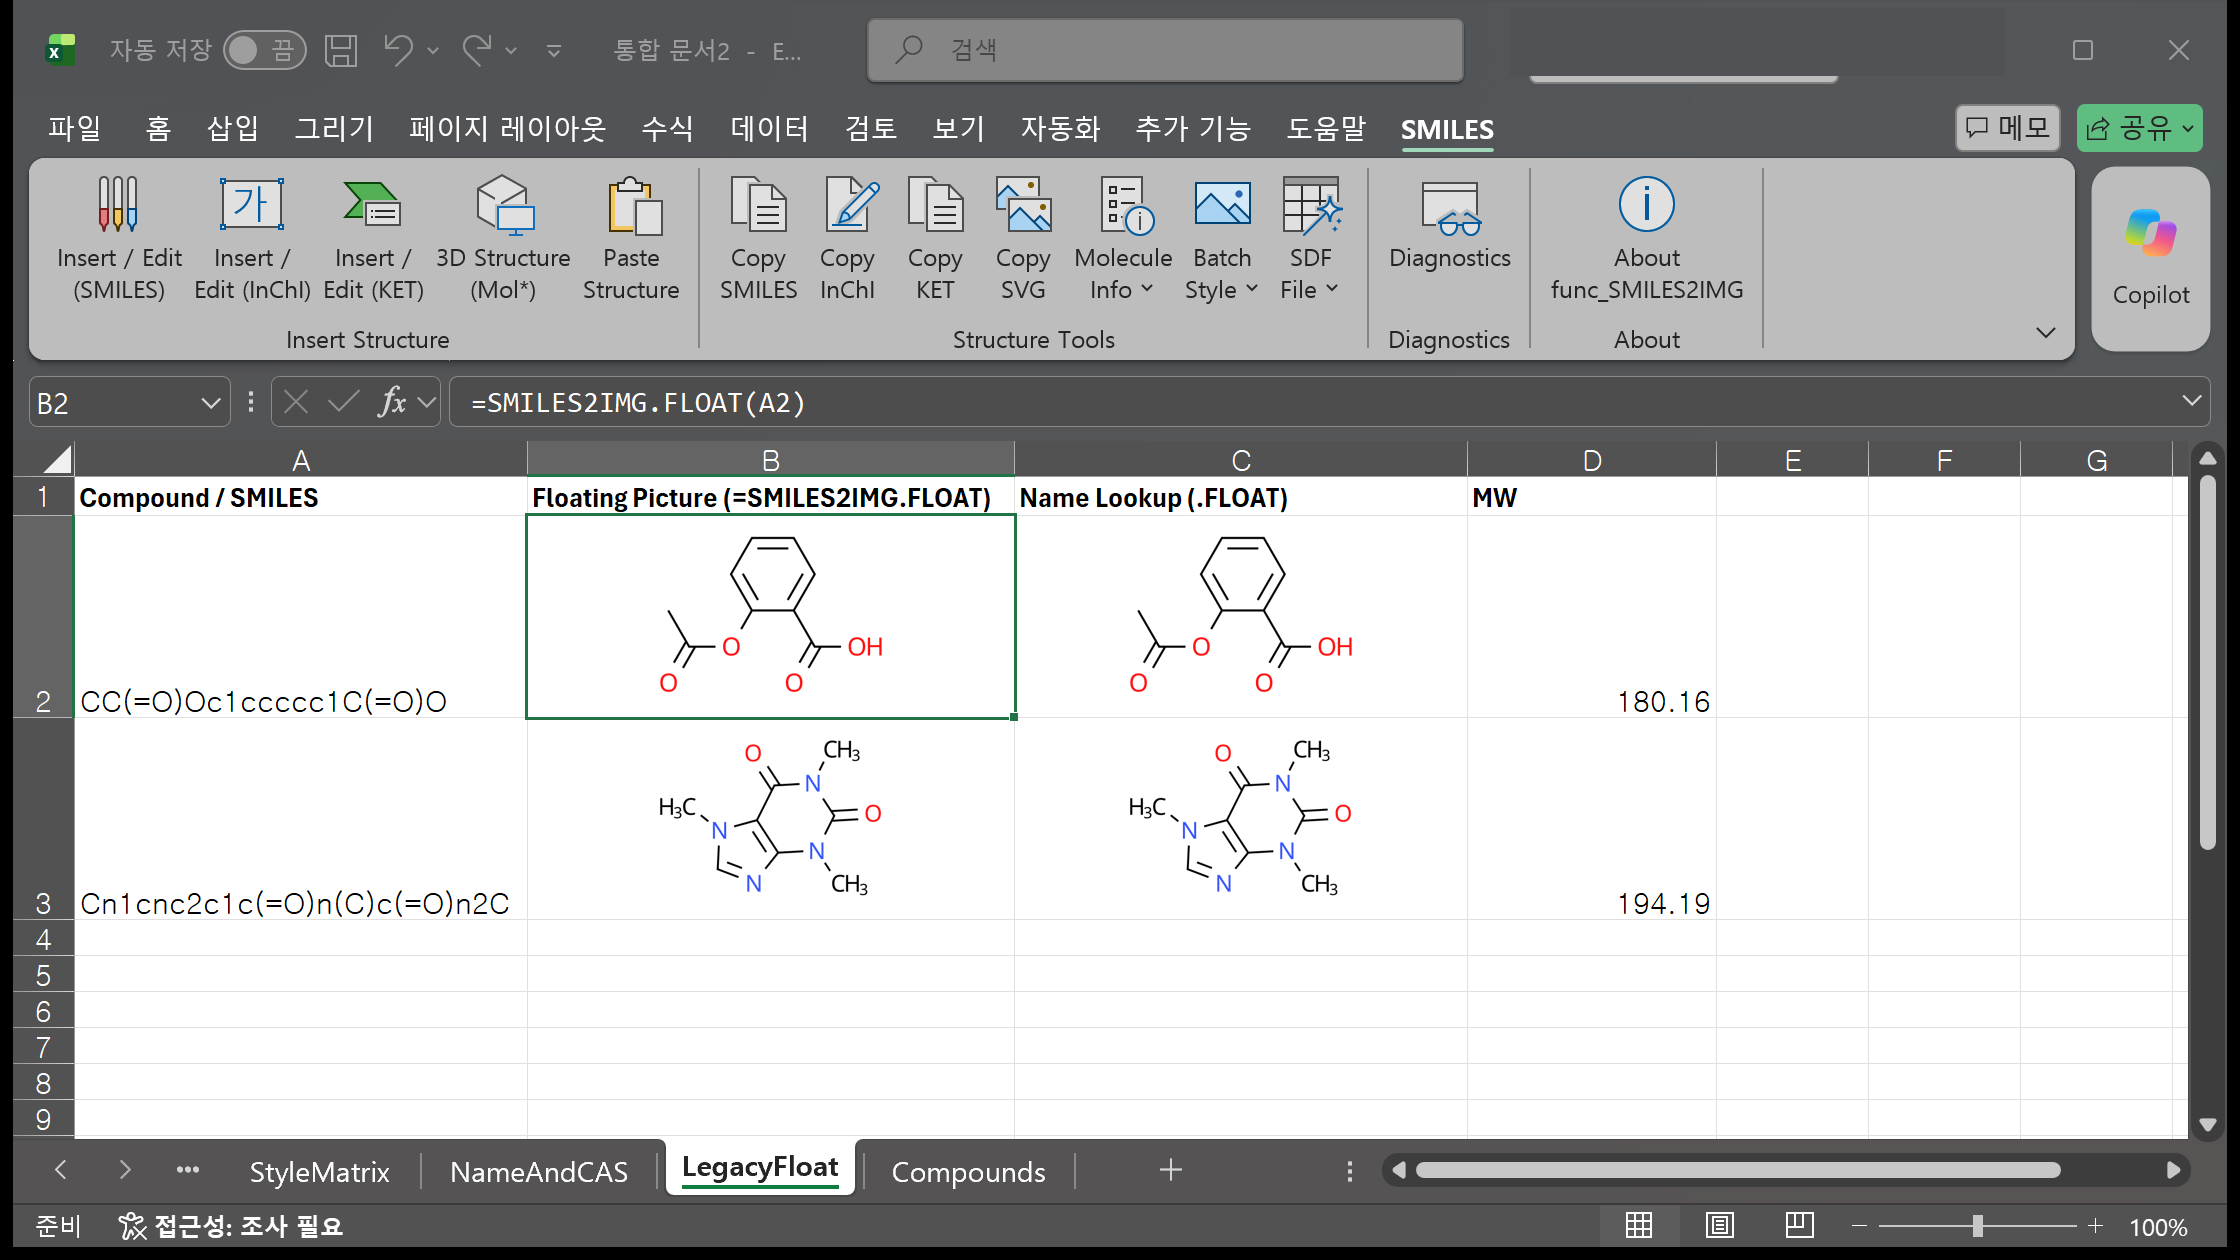 자동 저장 끔 통합 문서2 - E... 검색
파일 홈 삽입 그리기 페이지 레이아웃 수식 데이터 검토 보기 자동화 추가 기능 도움말 SMILES 메모 공유
가
Insert / Edit (SMILES)
Insert / Edit (InChI)
Insert / Edit (KET)
3D Structure (Mol*)
Paste Structure
Copy SMILES
Copy InChI
Copy KET
Copy SVG
Molecule Info
Batch Style
SDF File
Diagnostics
About func_SMILES2IMG
Copilot
Insert Structure Structure Tools Diagnostics About
B2 fx =SMILES2IMG.FLOAT(A2)
A B C D E F G
1 Compound / SMILES Floating Picture (=SMILES2IMG.FLOAT) Name Lookup (.FLOAT) MW
O OH O O O OH O O
2 CC(=O)Oc1ccccc1C(=O)O 180.16
O CH3 N O H3C N N N CH3 O CH3 N O H3C N N N CH3
3 Cn1cnc2c1c(=O)n(C)c(=O)n2C 194.19
4
5
6
7
8
9
StyleMatrix NameAndCAS LegacyFloat Compounds
준비 접근성: 조사 필요 100%